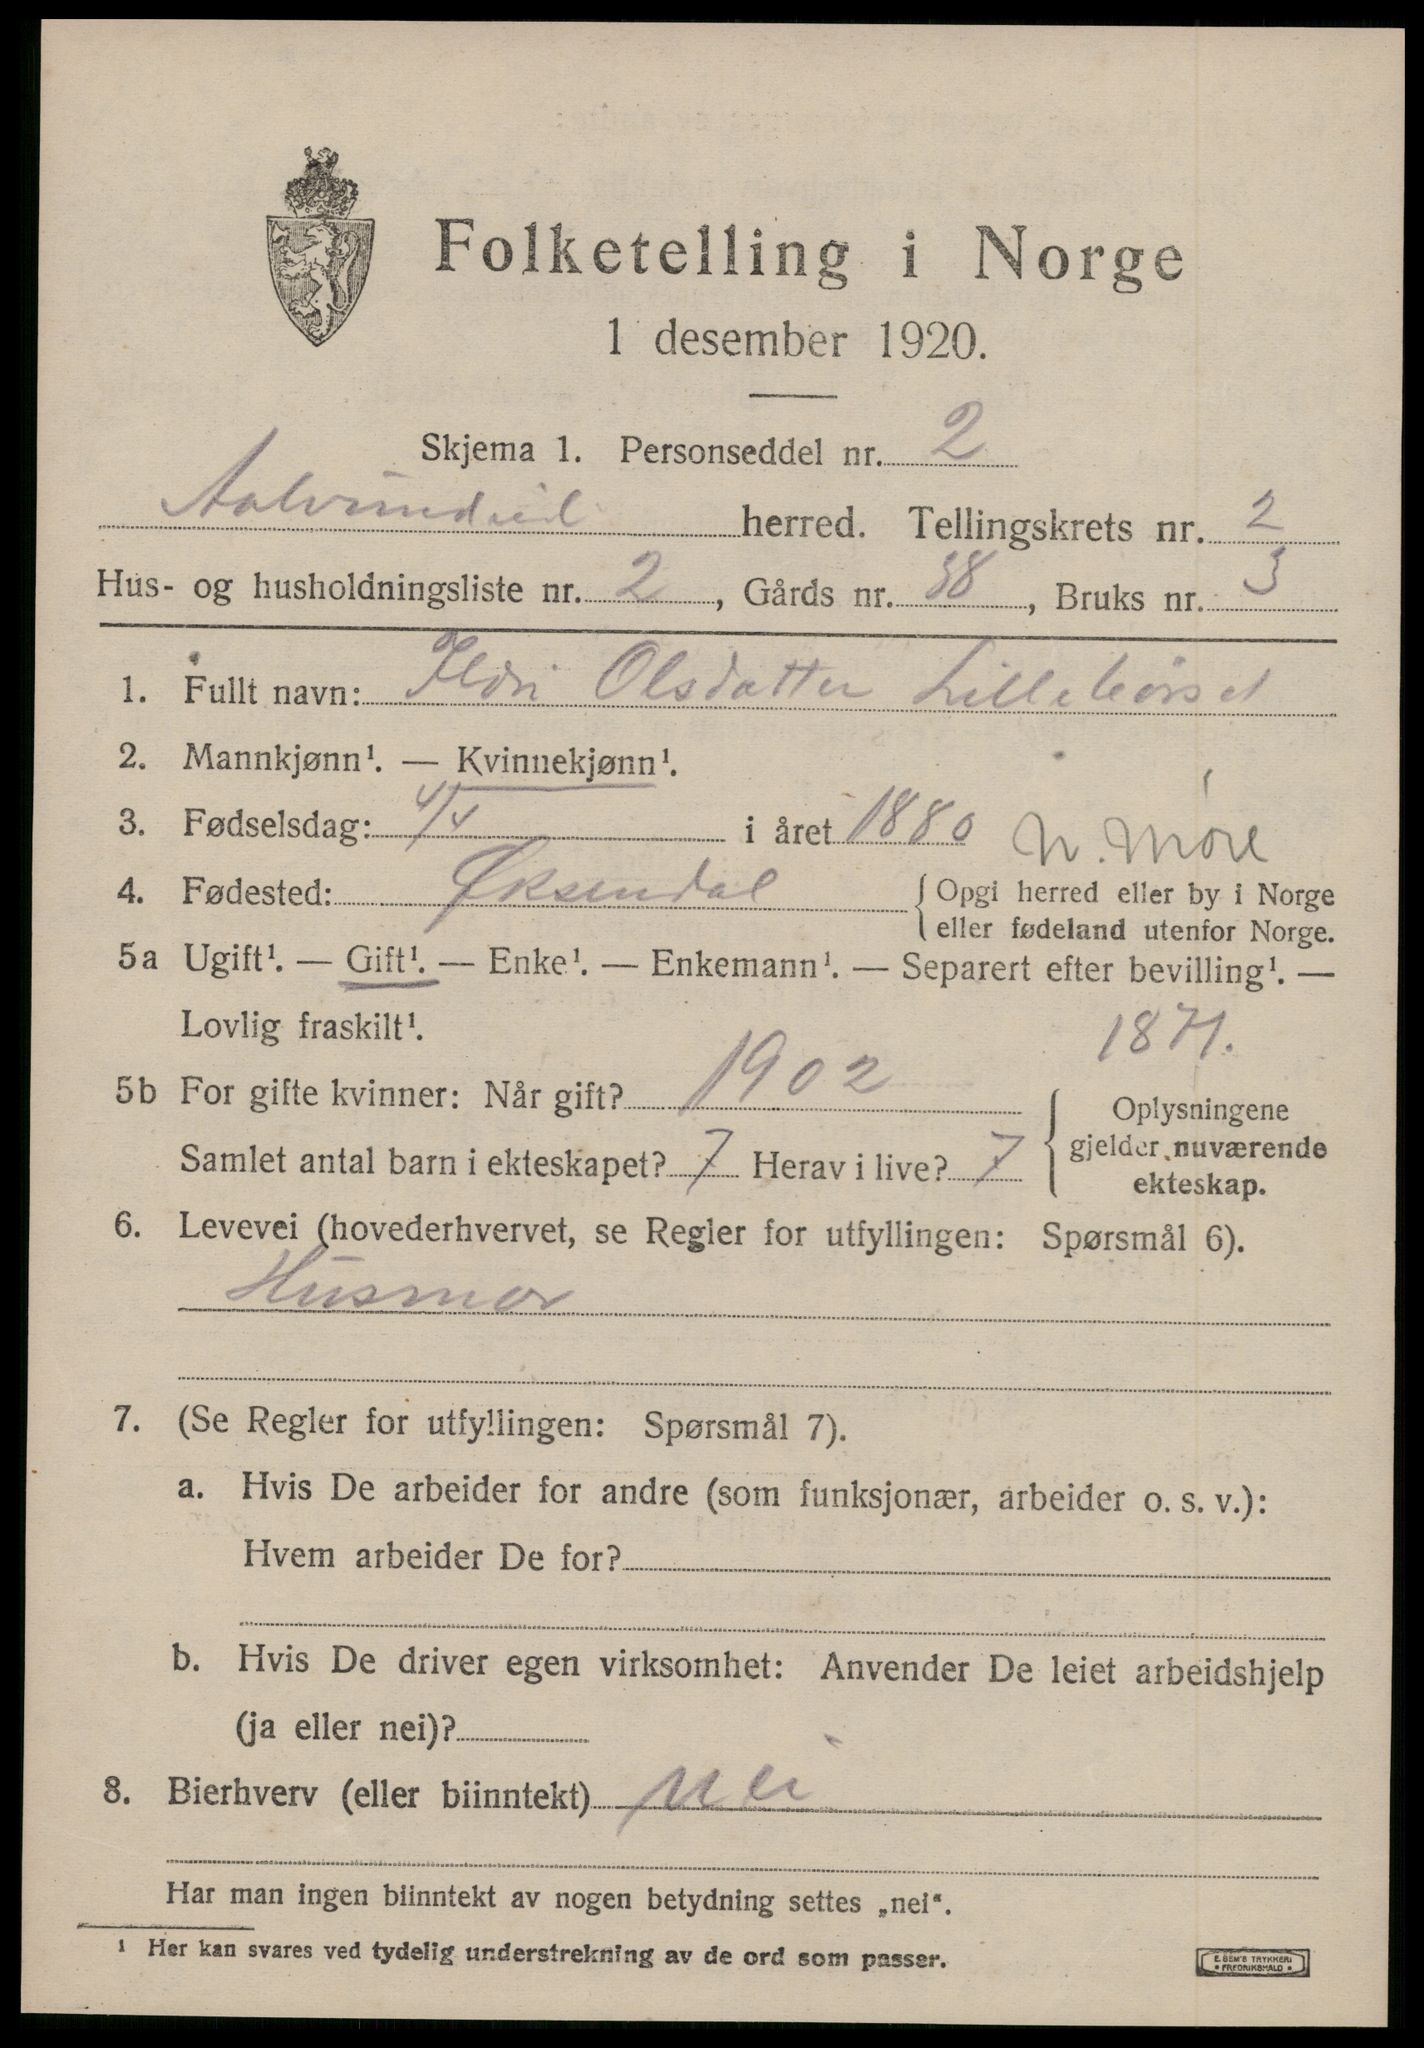 Folketelling i Norge
1 desember 1920.
Skjema 1. Personseddel nr. 2
Aalvundeid herred. Tellingskrets nr. 2
Hus- og husholdningsliste nr. 2, Gårds nr. 38, Bruks nr. 3
1. Fullt navn: Ildri Olsdatter Lillebørset
2. Mannkjønn¹. — Kvinnekjønn¹.
3. Fødselsdag: 4/4 i året 1880 N. Møre
4. Fødested: Øksendal { Opgi herred eller by i Norge
eller fødeland utenfor Norge.
5a Ugift¹. — Gift¹. — Enke¹. — Enkemann¹. — Separert efter bevilling¹. —
Lovlig fraskilt¹. 1871.
5b For gifte kvinner: Når gift? 1902 { Oplysningene
Samlet antal barn i ekteskapet? 7 Herav i live? 7 gjelder nuværende
ekteskap.
6. Levevei (hovederhvervet, se Regler for utfyllingen: Spørsmål 6).
Husmor
7. (Se Regler for utfyllingen: Spørsmål 7).
a. Hvis De arbeider for andre (som funksjonær, arbeider o. s. v.):
Hvem arbeider De for?
b. Hvis De driver egen virksomhet: Anvender De leiet arbeidshjelp
(ja eller nei)?
8. Bierhverv (eller biinntekt) nei
Har man ingen biinntekt av nogen betydning settes „nei“.
¹ Her kan svares ved tydelig understrekning av de ord som passer.
E. SEM'S TRYKKERI
• FREDRIKSHALD •